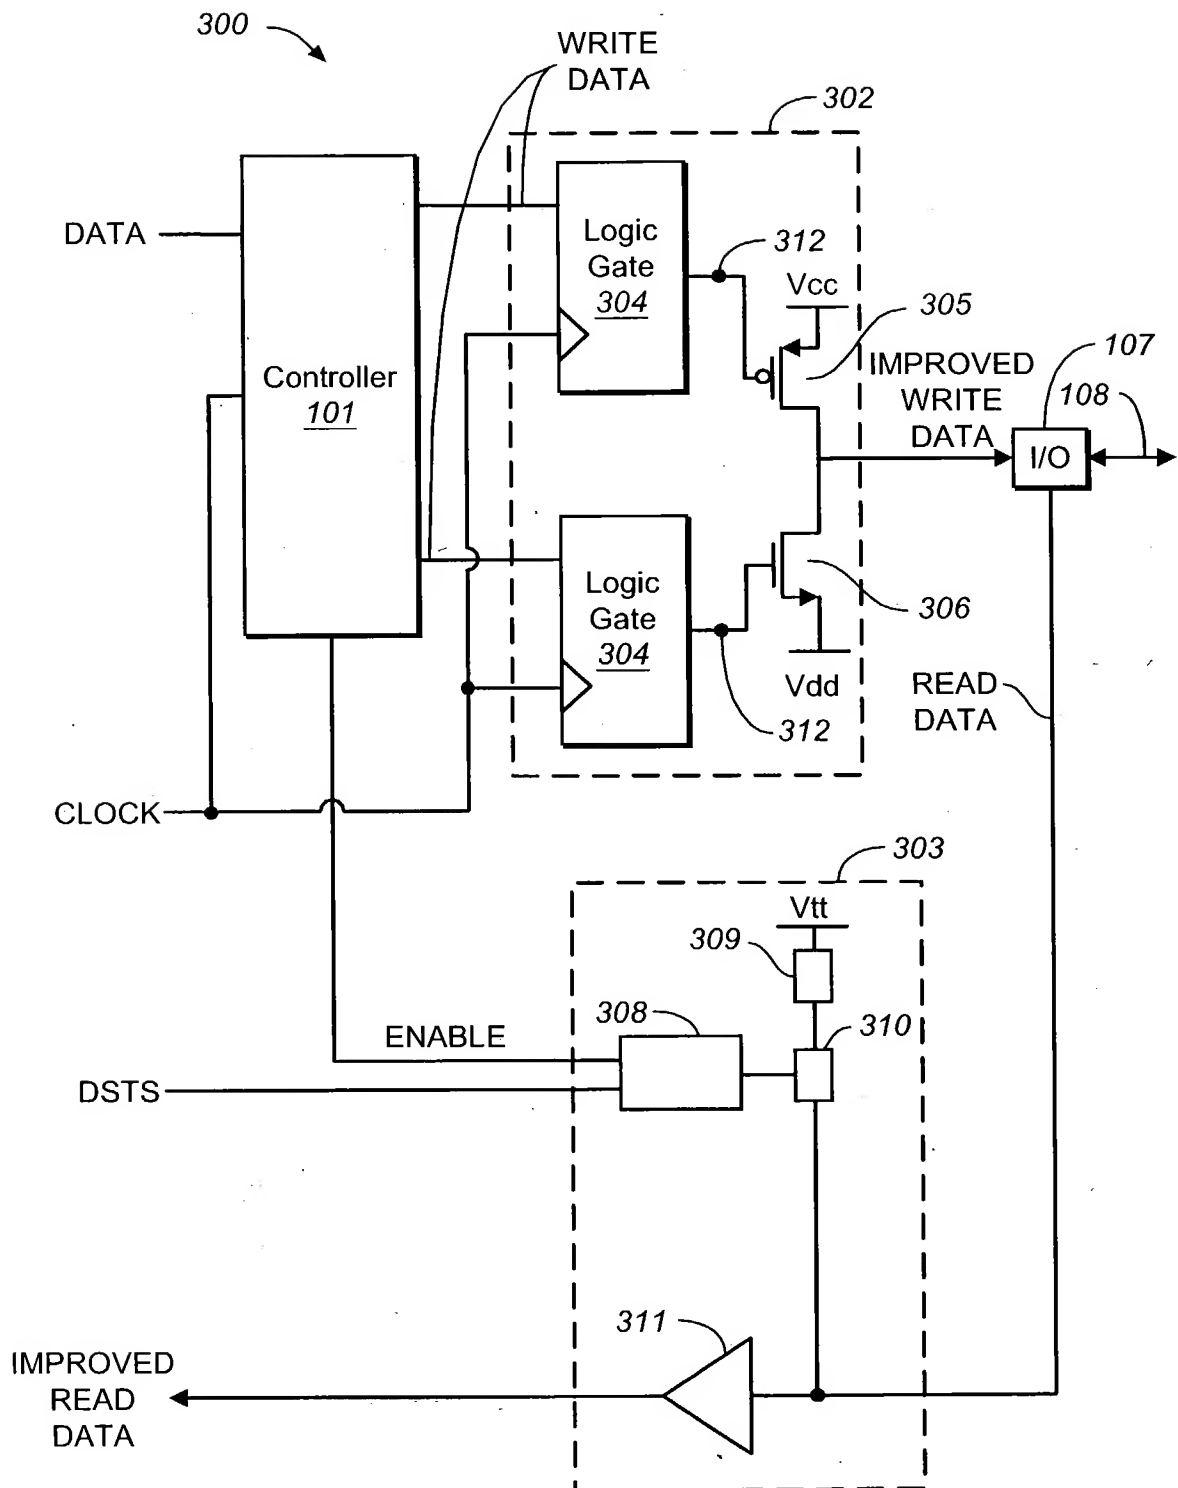 300
WRITE
DATA
302
DATA
Logic
Gate
304
312
Vcc
305
Controller
101
IMPROVED
WRITE
DATA
107
108
I/O
Logic
Gate
304
306
Vdd
312
READ
DATA
CLOCK
303
Vtt
309
308
310
ENABLE
DSTS
311
IMPROVED
READ
DATA